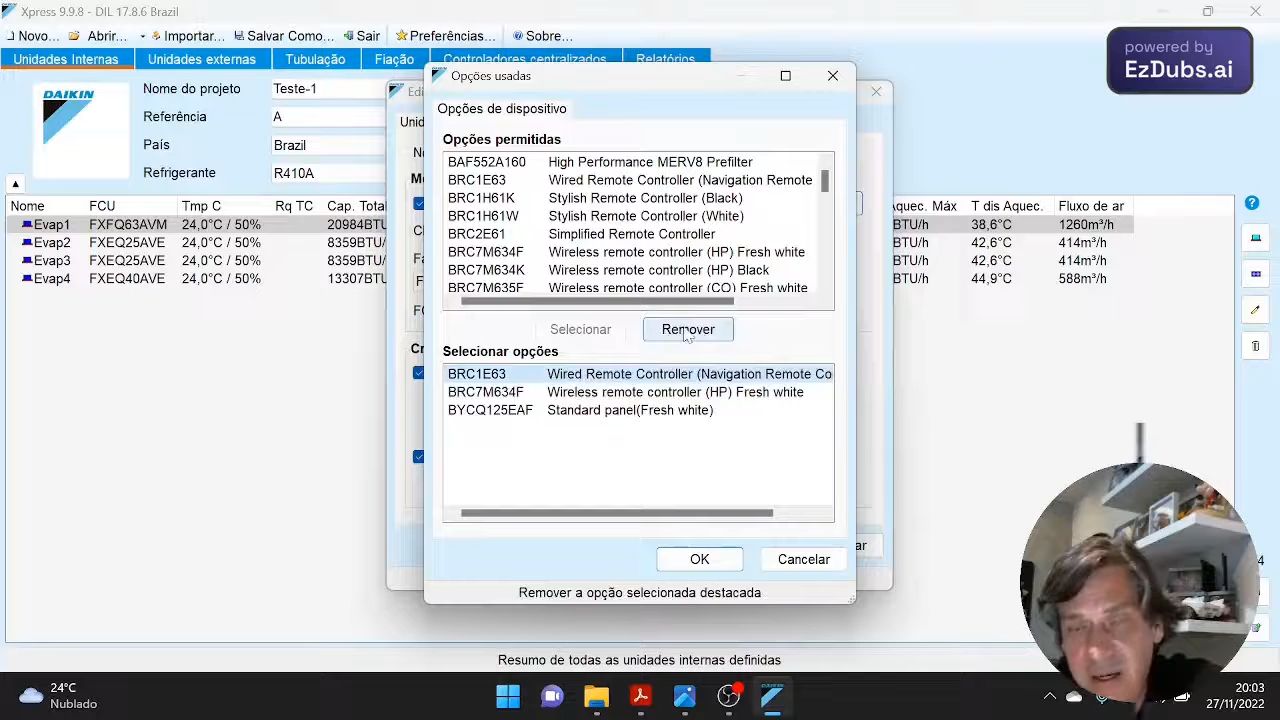 Xpress 9.9.8 - DIL 17.8.6 Brazil
Novo... Abrir... Importar... Salvar Como... Sair Preferências... Sobre...
Unidades Internas Unidades externas Tubulação Fiação Controladores centralizados Relatórios
powered by
EzDubs.ai
DAIKIN
Nome do projeto Teste-1
Referência A
País Brazil
Refrigerante R410A
Nome FCU Tmp C Rq TC Cap. Total Aquec. Máx T dis Aquec. Fluxo de ar
Evap1 FXFQ63AVM 24,0°C / 50% 20984BTU/ BTU/h 38,6°C 1260m³/h
Evap2 FXEQ25AVE 24,0°C / 50% 8359BTU/ BTU/h 42,6°C 414m³/h
Evap3 FXEQ25AVE 24,0°C / 50% 8359BTU/ BTU/h 42,6°C 414m³/h
Evap4 FXEQ40AVE 24,0°C / 50% 13307BTU BTU/h 44,9°C 588m³/h
Edi
Unid
Opções usadas
Opções de dispositivo
Opções permitidas
BAF552A160 High Performance MERV8 Prefilter
BRC1E63 Wired Remote Controller (Navigation Remote
BRC1H61K Stylish Remote Controller (Black)
BRC1H61W Stylish Remote Controller (White)
BRC2E61 Simplified Remote Controller
BRC7M634F Wireless remote controller (HP) Fresh white
BRC7M634K Wireless remote controller (HP) Black
BRC7M635F Wireless remote controller (CO) Fresh white
Selecionar Remover
Selecionar opções
BRC1E63 Wired Remote Controller (Navigation Remote Co
BRC7M634F Wireless remote controller (HP) Fresh white
BYCQ125EAF Standard panel(Fresh white)
OK Cancelar
ar
Remover a opção selecionada destacada
Resumo de todas as unidades internas definidas
24°C
Nublado
20:03
27/11/2022